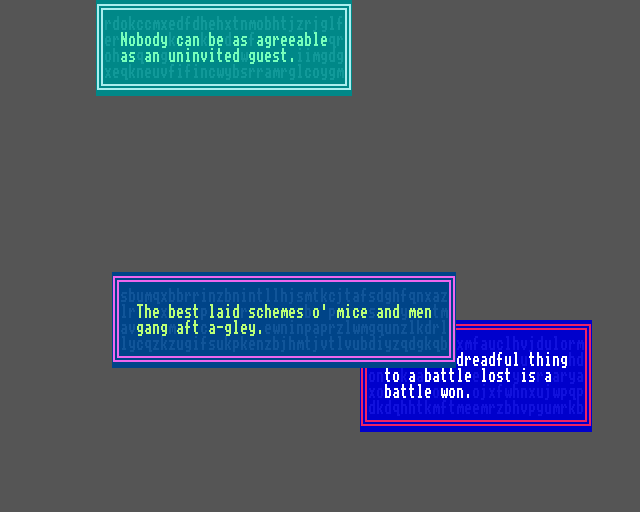 Nobody can be as agreeable
as an uninvited guest.
The best laid schemes o' mice and men
gang aft a-gley.
dreadful thing
to a battle lost is a
battle won.